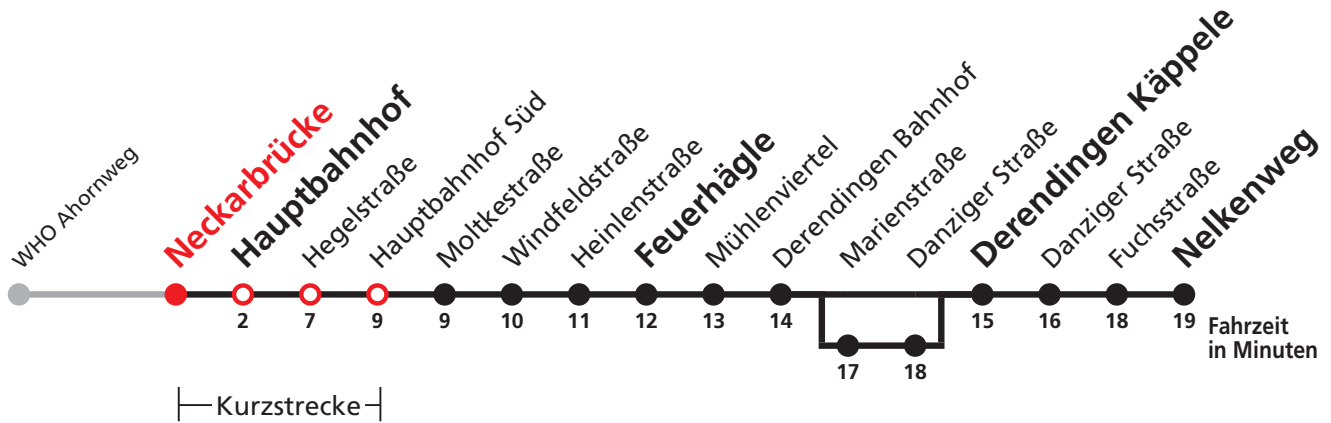 WHO Ahornweg
Neckarbrücke
Hauptbahnhof
Hegelstraße
Hauptbahnhof Süd
Moltkestraße
Windfeldstraße
Heinlenstraße
Feuerhägle
Mühlenviertel
Derendingen Bahnhof
Marienstraße
Danziger Straße
Derendingen Käppele
Danziger Straße
Fuchsstraße
Nelkenweg
2 7 9 9 10 11 12 13 14 15 16 18 19
Fahrzeit
in Minuten
17 18
Kurzstrecke